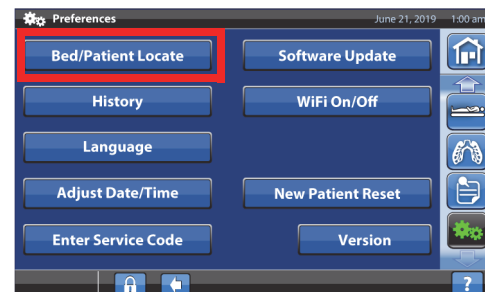 Preferences June 21, 2019 1:00 am
Bed/Patient Locate Software Update
History WiFi On/Off
Language
Adjust Date/Time New Patient Reset
Enter Service Code Version
?